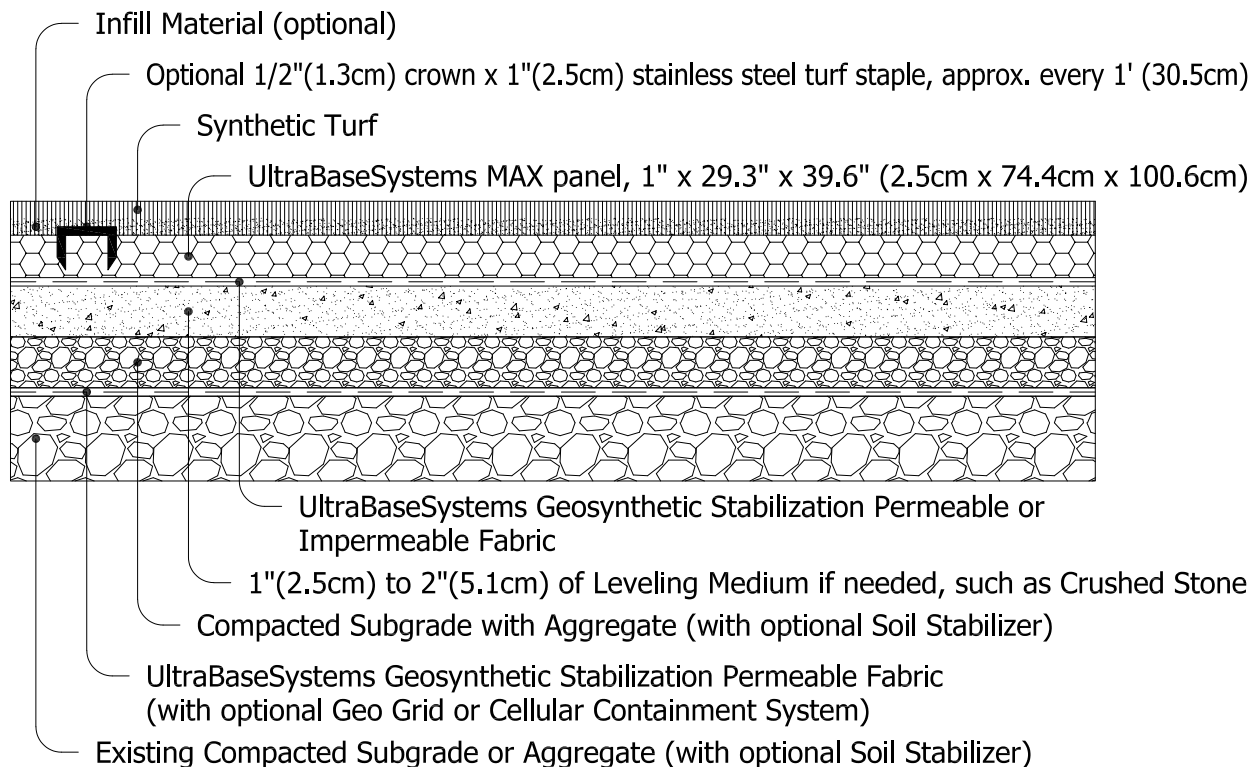 Infill Material (optional)
Optional 1/2"(1.3cm) crown x 1"(2.5cm) stainless steel turf staple, approx. every 1' (30.5cm)
Synthetic Turf
UltraBaseSystems MAX panel, 1" x 29.3" x 39.6" (2.5cm x 74.4cm x 100.6cm)
UltraBaseSystems Geosynthetic Stabilization Permeable or
Impermeable Fabric
1"(2.5cm) to 2"(5.1cm) of Leveling Medium if needed, such as Crushed Stone
Compacted Subgrade with Aggregate (with optional Soil Stabilizer)
UltraBaseSystems Geosynthetic Stabilization Permeable Fabric
(with optional Geo Grid or Cellular Containment System)
Existing Compacted Subgrade or Aggregate (with optional Soil Stabilizer)